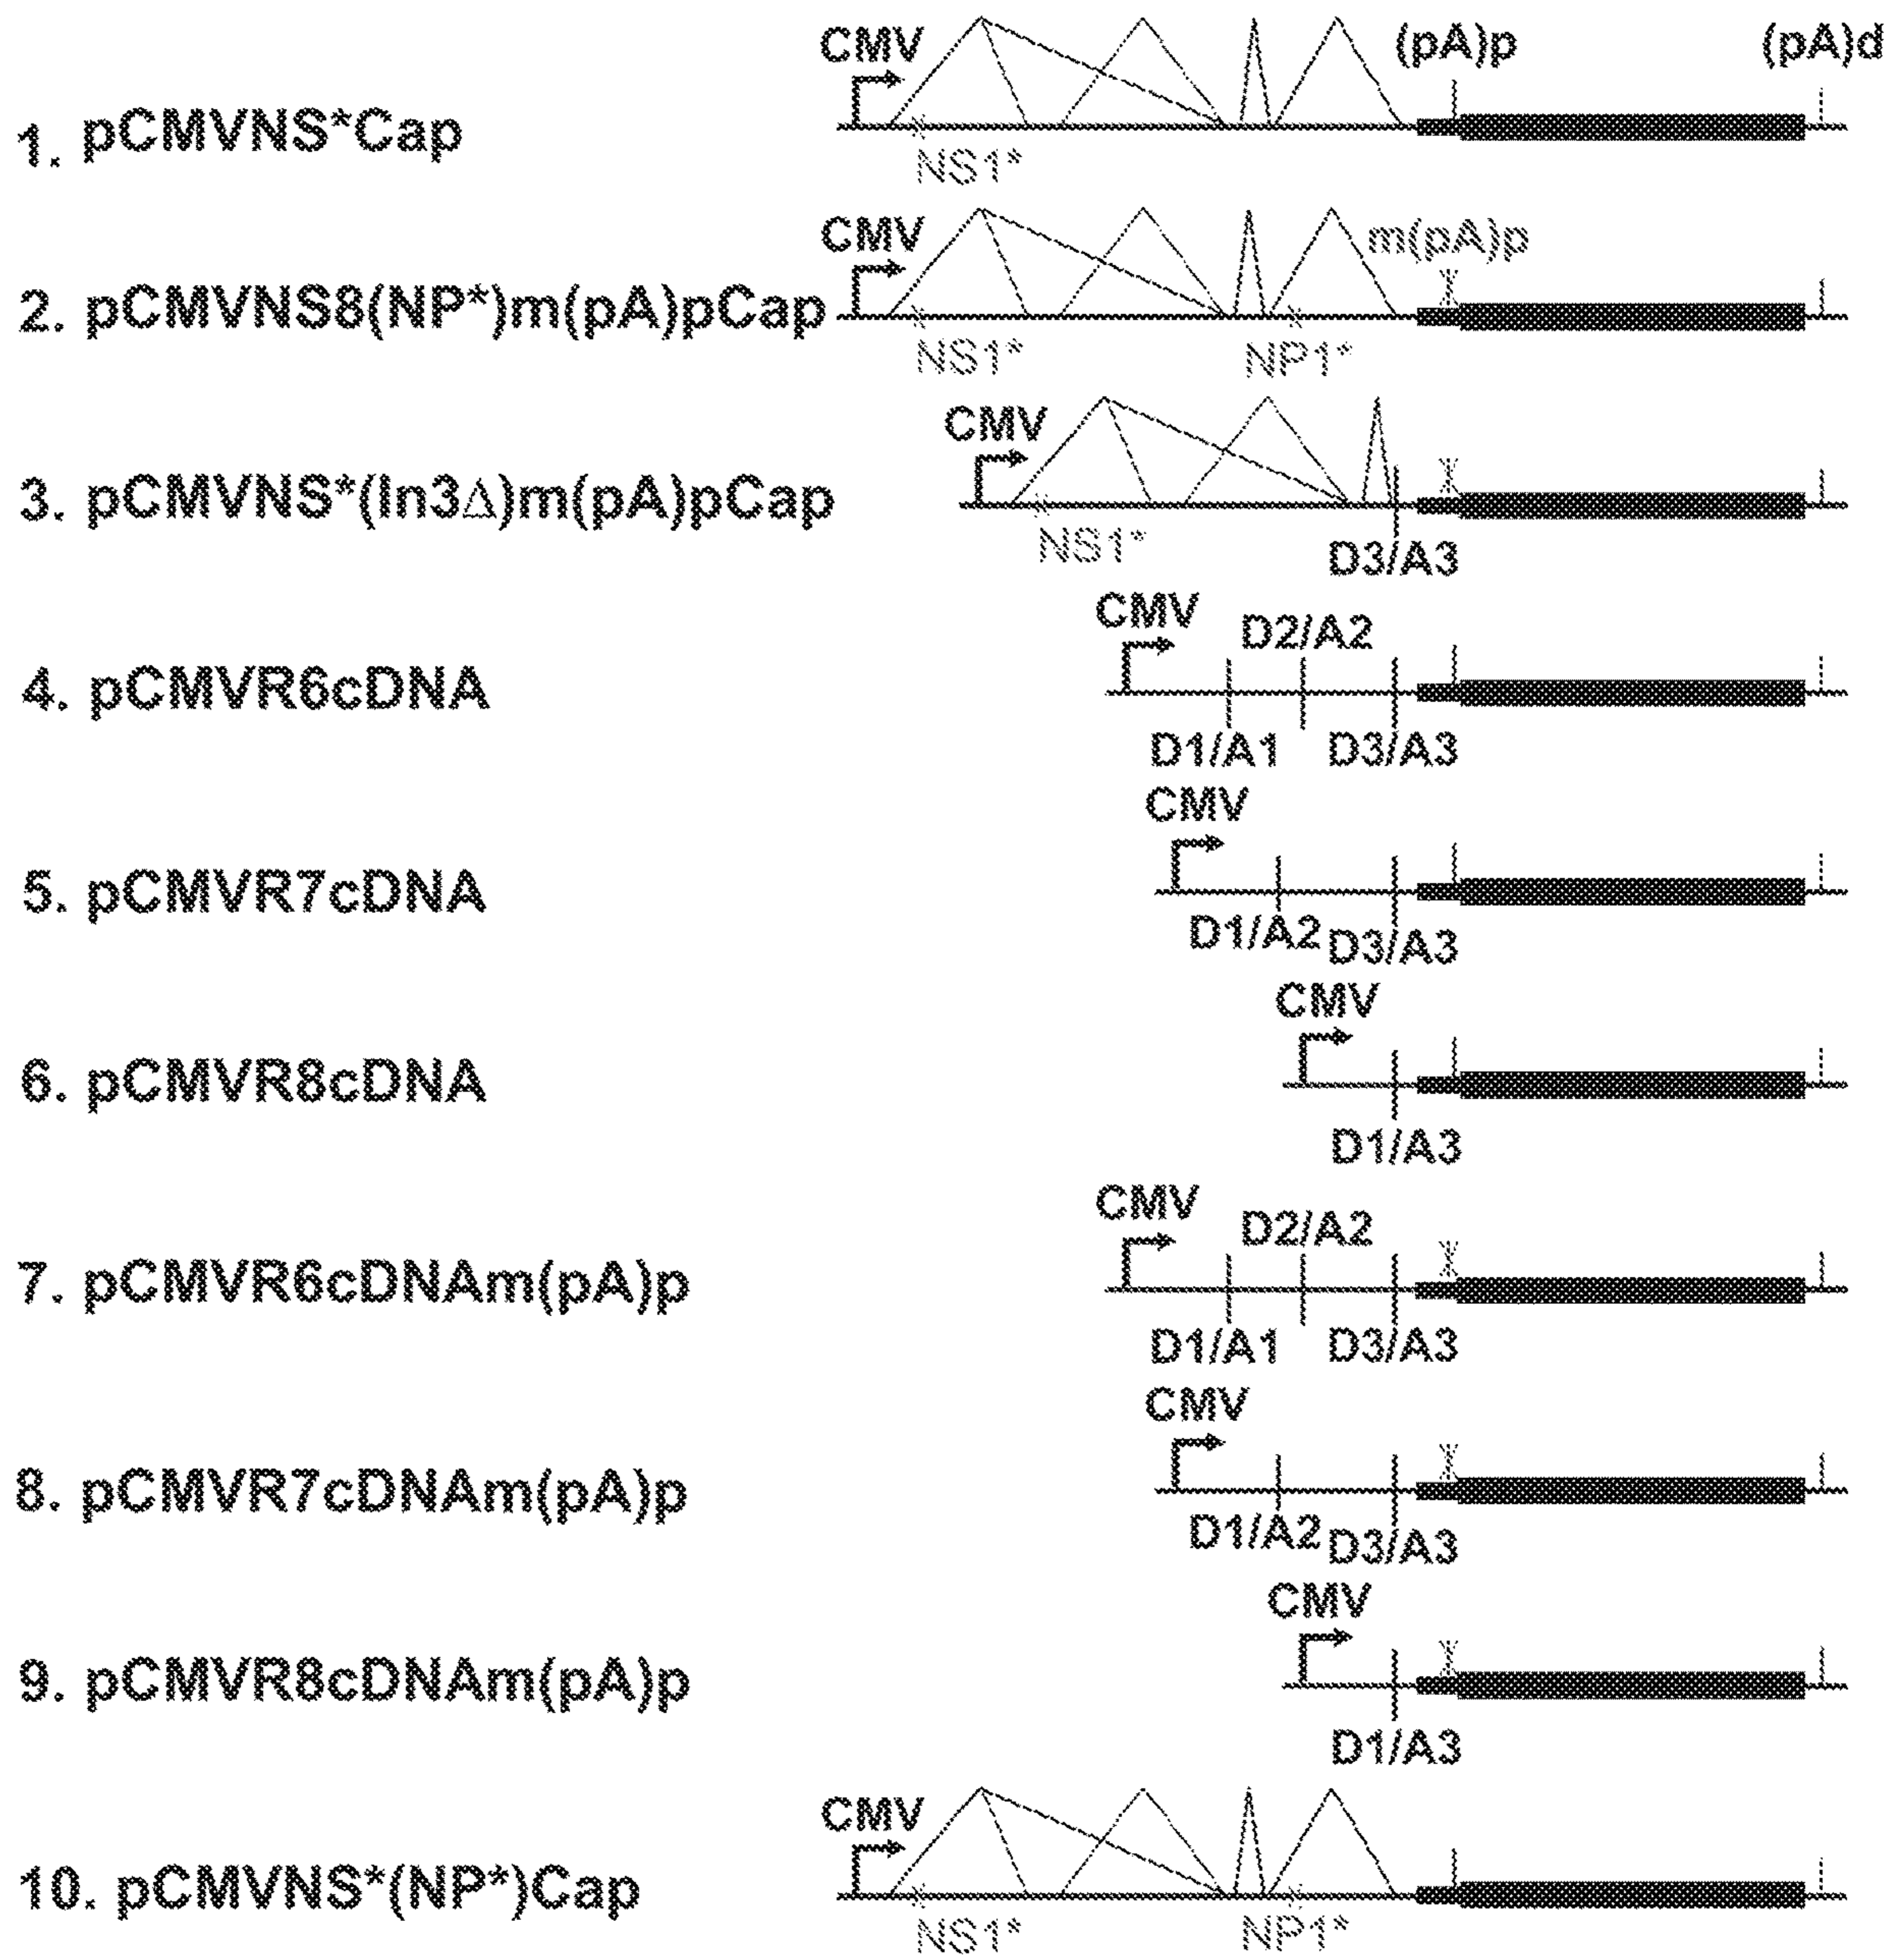 CMV (pA)p (pA)d
1. pCMVNS*Cap
NS1*
CMV m(pA)p
2. pCMVNS8(NP*)m(pA)pCap
NS1* NP1*
CMV
3. pCMVNS*(In3Δ)m(pA)pCap
NS1* D3/A3
CMV D2/A2
4. pCMVR6cDNA
D1/A1 D3/A3
CMV
5. pCMVR7cDNA
D1/A2 D3/A3
CMV
6. pCMVR8cDNA
D1/A3
CMV D2/A2
7. pCMVR6cDNAm(pA)p
D1/A1 D3/A3
CMV
8. pCMVR7cDNAm(pA)p
D1/A2 D3/A3
CMV
9. pCMVR8cDNAm(pA)p
D1/A3
CMV
10. pCMVNS*(NP*)Cap
NS1* NP1*